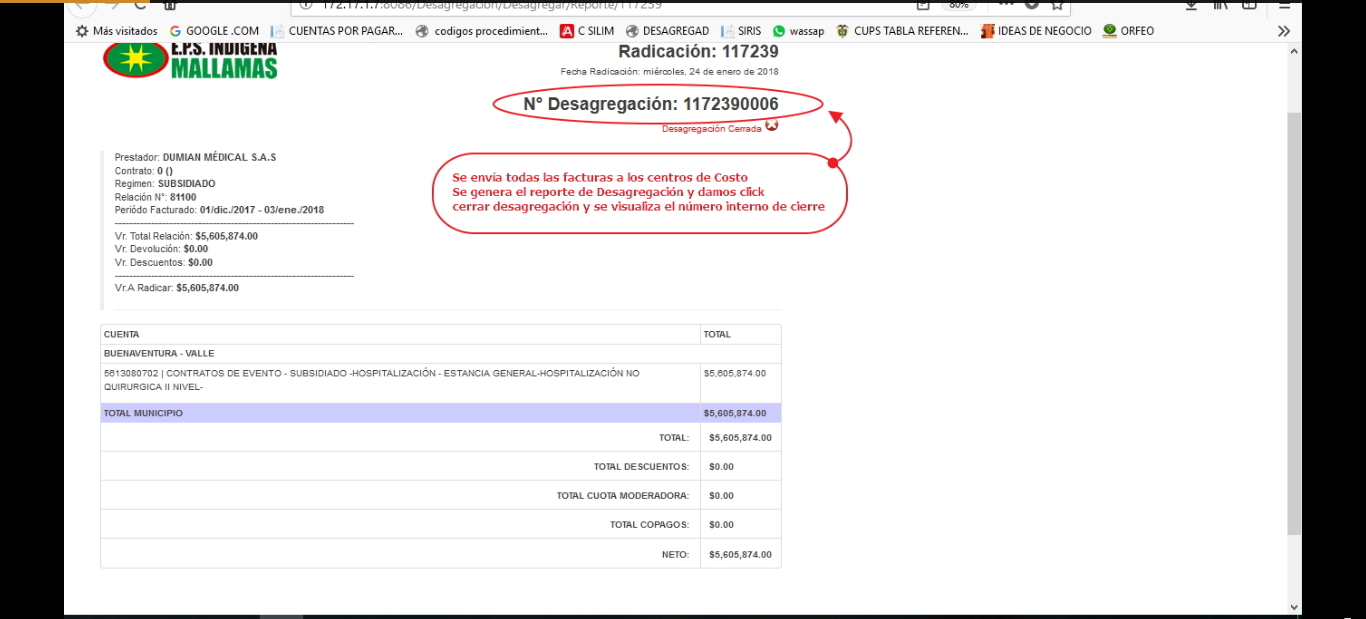 172.17.1.7:8086/Desagregacion/Desagregar/Reporte/117239
80%
Más visitados
GOOGLE .COM
CUENTAS POR PAGAR...
codigos procedimient...
C SILIM
DESAGREGAD
SIRIS
wassap
CUPS TABLA REFEREN...
IDEAS DE NEGOCIO
ORFEO
E.P.S. INDIGENA
MALLAMAS
Radicación: 117239
Fecha Radicación: miércoles, 24 de enero de 2018
N° Desagregación: 1172390006
Desagregación Cerrada
Prestador: DUMIAN MÉDICAL S.A.S
Contrato: 0 ()
Regimen: SUBSIDIADO
Relación N°: 81100
Periódo Facturado: 01/dic./2017 - 03/ene./2018
Vr. Total Relación: $5,605,874.00
Vr. Devolución: $0.00
Vr. Descuentos: $0.00
Vr.A Radicar: $5,605,874.00
Se envía todas las facturas a los centros de Costo
Se genera el reporte de Desagregación y damos click
cerrar desagregación y se visualiza el número interno de cierre
CUENTA TOTAL
BUENAVENTURA - VALLE
5613080702 | CONTRATOS DE EVENTO - SUBSIDIADO -HOSPITALIZACIÓN - ESTANCIA GENERAL-HOSPITALIZACIÓN NO $5,605,874.00
QUIRURGICA II NIVEL-
TOTAL MUNICIPIO $5,605,874.00
TOTAL: $5,605,874.00
TOTAL DESCUENTOS: $0.00
TOTAL CUOTA MODERADORA: $0.00
TOTAL COPAGOS: $0.00
NETO: $5,605,874.00